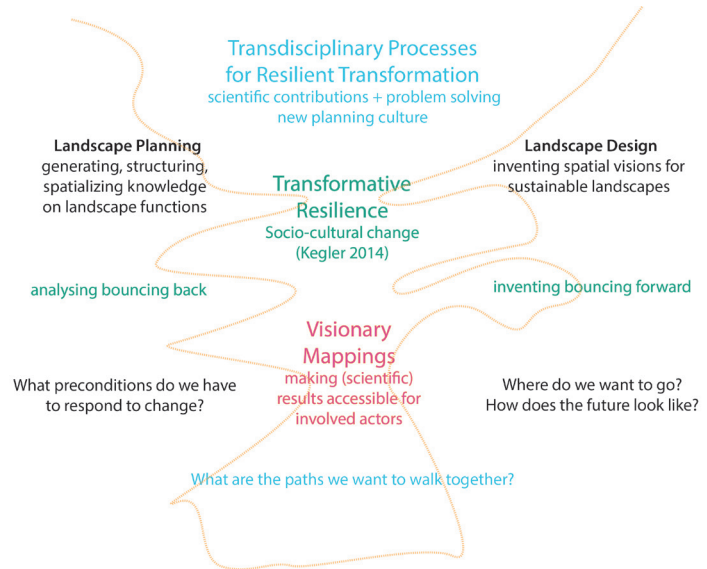 Transdisciplinary Processes
for Resilient Transformation
scientific contributions + problem solving
new planning culture
Landscape Planning
generating, structuring,
spatializing knowledge
on landscape functions
Landscape Design
inventing spatial visions for
sustainable landscapes
Transformative
Resilience
Socio-cultural change
(Kegler 2014)
analysing bouncing back
inventing bouncing forward
Visionary
Mappings
making (scientific)
results accessible for
involved actors
What preconditions do we have
to respond to change?
Where do we want to go?
How does the future look like?
What are the paths we want to walk together?